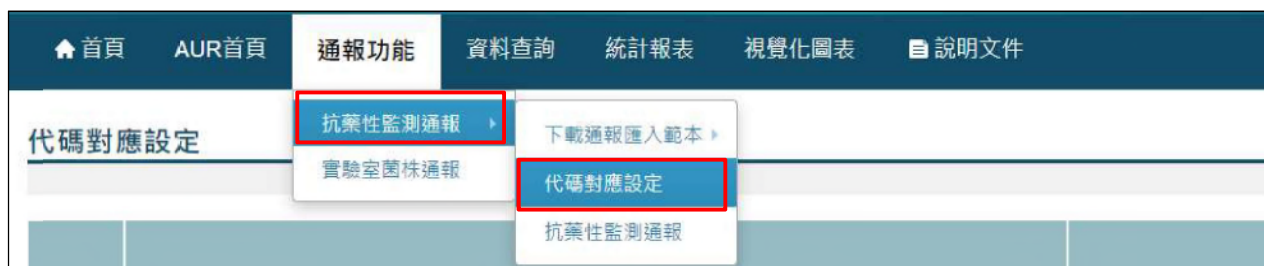 首頁 AUR首頁 通報功能 資料查詢 統計報表 視覺化圖表 說明文件
代碼對應設定
抗藥性監測通報
實驗室菌株通報
下載通報匯入範本
代碼對應設定
抗藥性監測通報